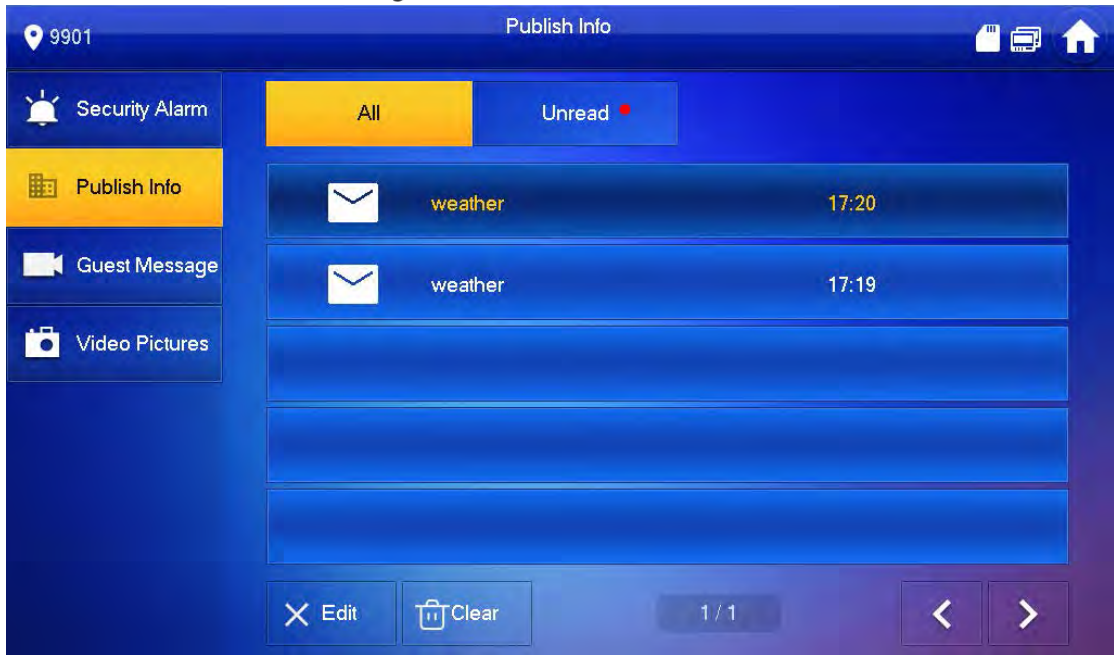 9901
Publish Info
Security Alarm
All
Unread
Publish Info
weather 17:20
Guest Message
weather 17:19
Video Pictures
Edit
Clear
1 / 1